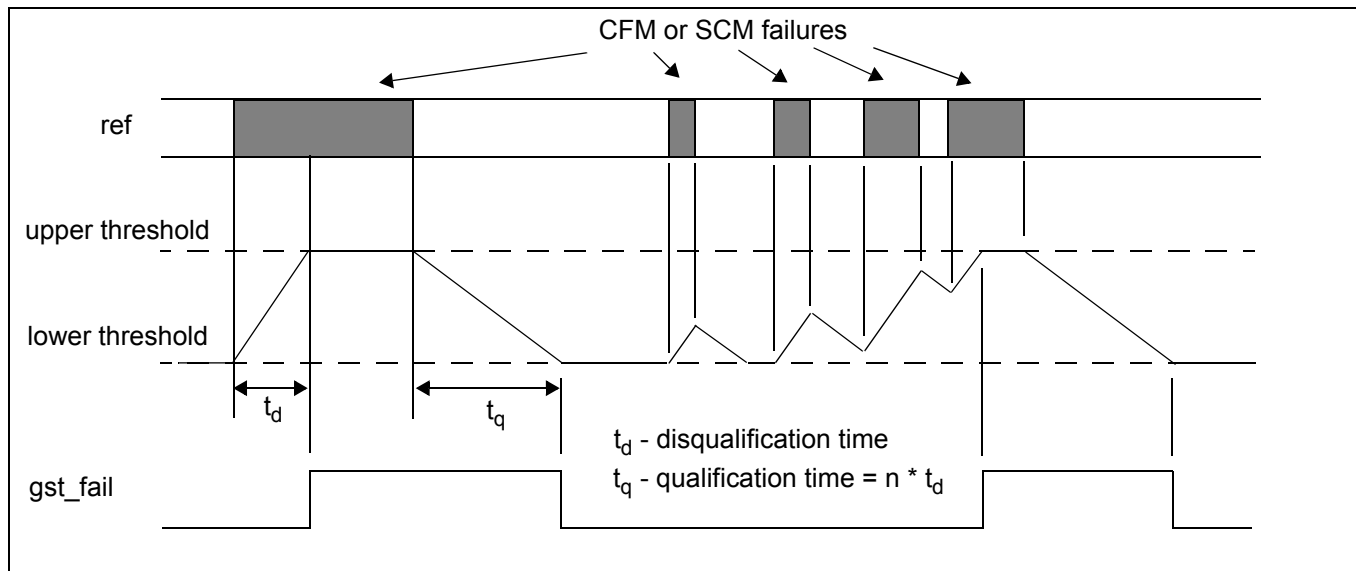 CFM or SCM failures
ref
upper threshold
lower threshold
td
tq
td - disqualification time
tq - qualification time = n * td
gst_fail